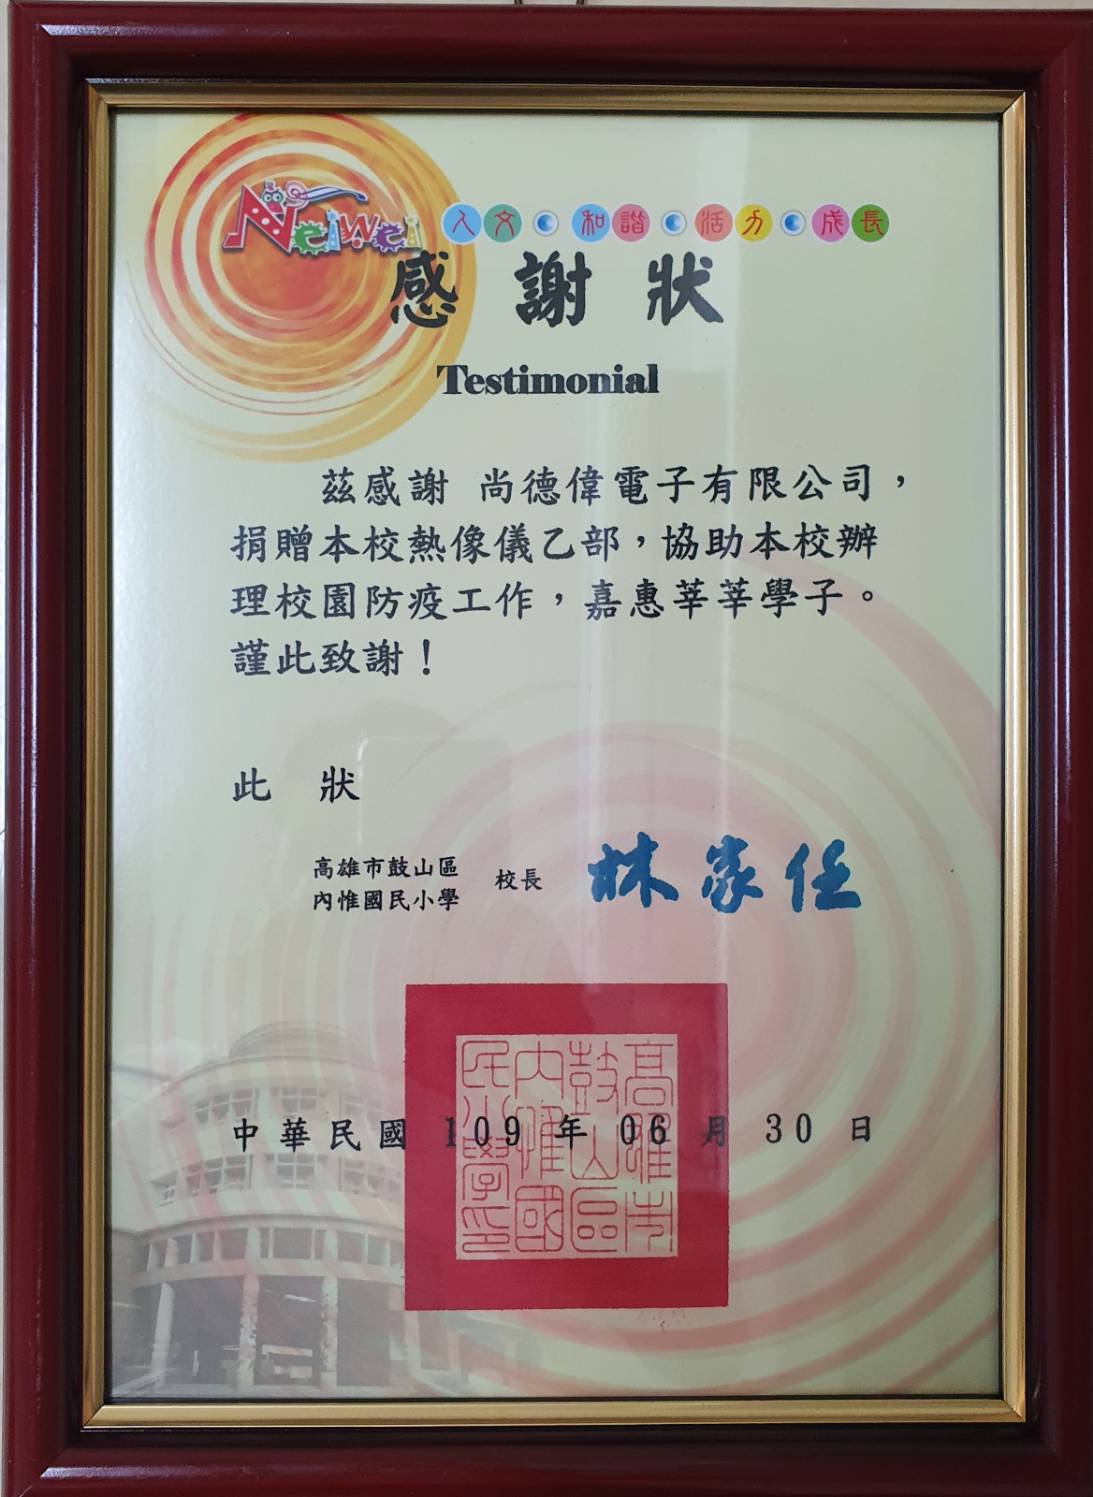 NeiWei 人文 和諧 活力 成長
感謝狀
Testimonial
茲感謝 尚德偉電子有限公司，
捐贈本校熱像儀乙部，協助本校辦
理校園防疫工作，嘉惠莘莘學子。
謹此致謝！
此 狀
高雄市鼓山區
內惟國民小學
校長
林家任
中華民國 109 年 06 月 30 日
高雄市
鼓山區
內惟國
民小學印